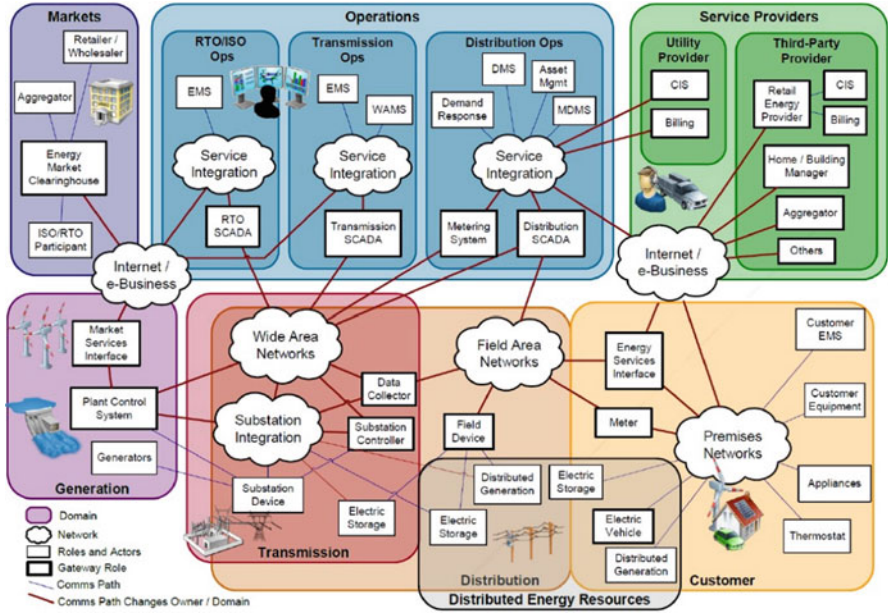 Markets
Retailer /
Wholesaler
Aggregator
Energy
Market
Clearinghouse
ISO/RTO
Participant
Operations
RTO/ISO
Ops
EMS
Service
Integration
RTO
SCADA
Transmission
Ops
EMS
WAMS
Service
Integration
Transmission
SCADA
Distribution Ops
DMS
Asset
Mgmt
Demand
Response
MDMS
Service
Integration
Metering
System
Distribution
SCADA
Service Providers
Utility
Provider
CIS
Billing
Third-Party
Provider
Retail
Energy
Provider
CIS
Billing
Home / Building
Manager
Aggregator
Others
Internet /
e-Business
Internet /
e-Business
Market
Services
Interface
Plant Control
System
Generators
Generation
Wide Area
Networks
Substation
Integration
Data
Collector
Substation
Controller
Substation
Device
Electric
Storage
Transmission
Field Area
Networks
Field
Device
Distributed
Generation
Electric
Storage
Distribution
Electric
Storage
Electric
Vehicle
Distributed
Generation
Distributed Energy Resources
Energy
Services
Interface
Meter
Premises
Networks
Customer
EMS
Customer
Equipment
Appliances
Thermostat
Customer
Domain
Network
Roles and Actors
Gateway Role
Comms Path
Comms Path Changes Owner / Domain